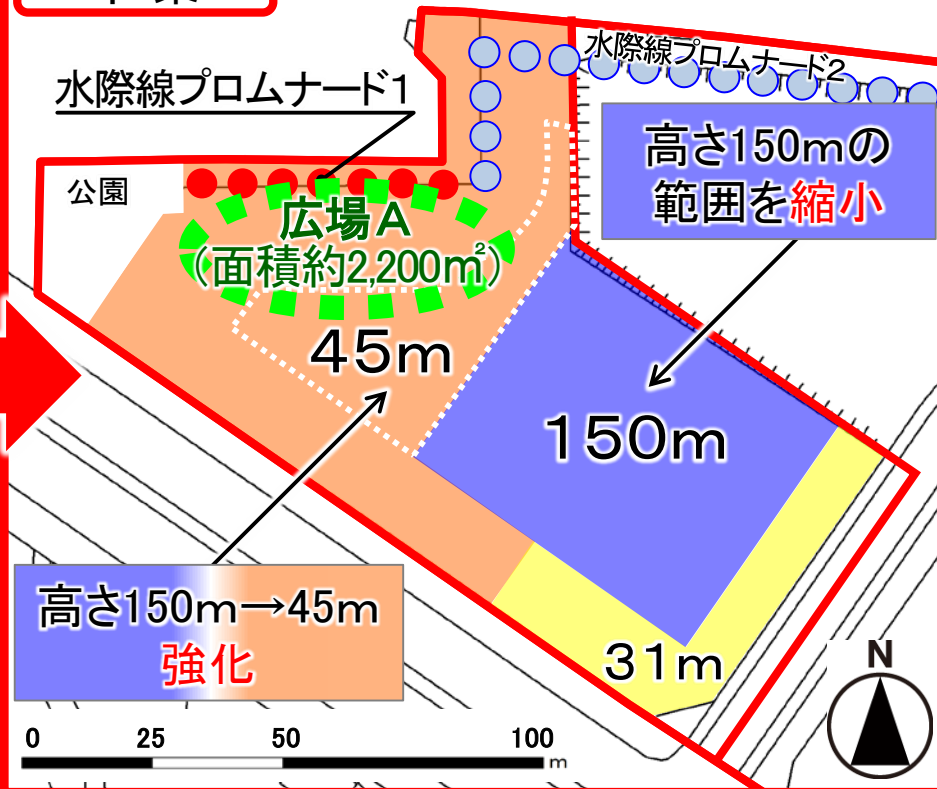 水際線プロムナード2
水際線プロムナード1
高さ150mの
範囲を縮小
公園
広場A
(面積約2,200㎡)
45m
150m
高さ150m→45m
強化
31m
N
0 25 50 100
m